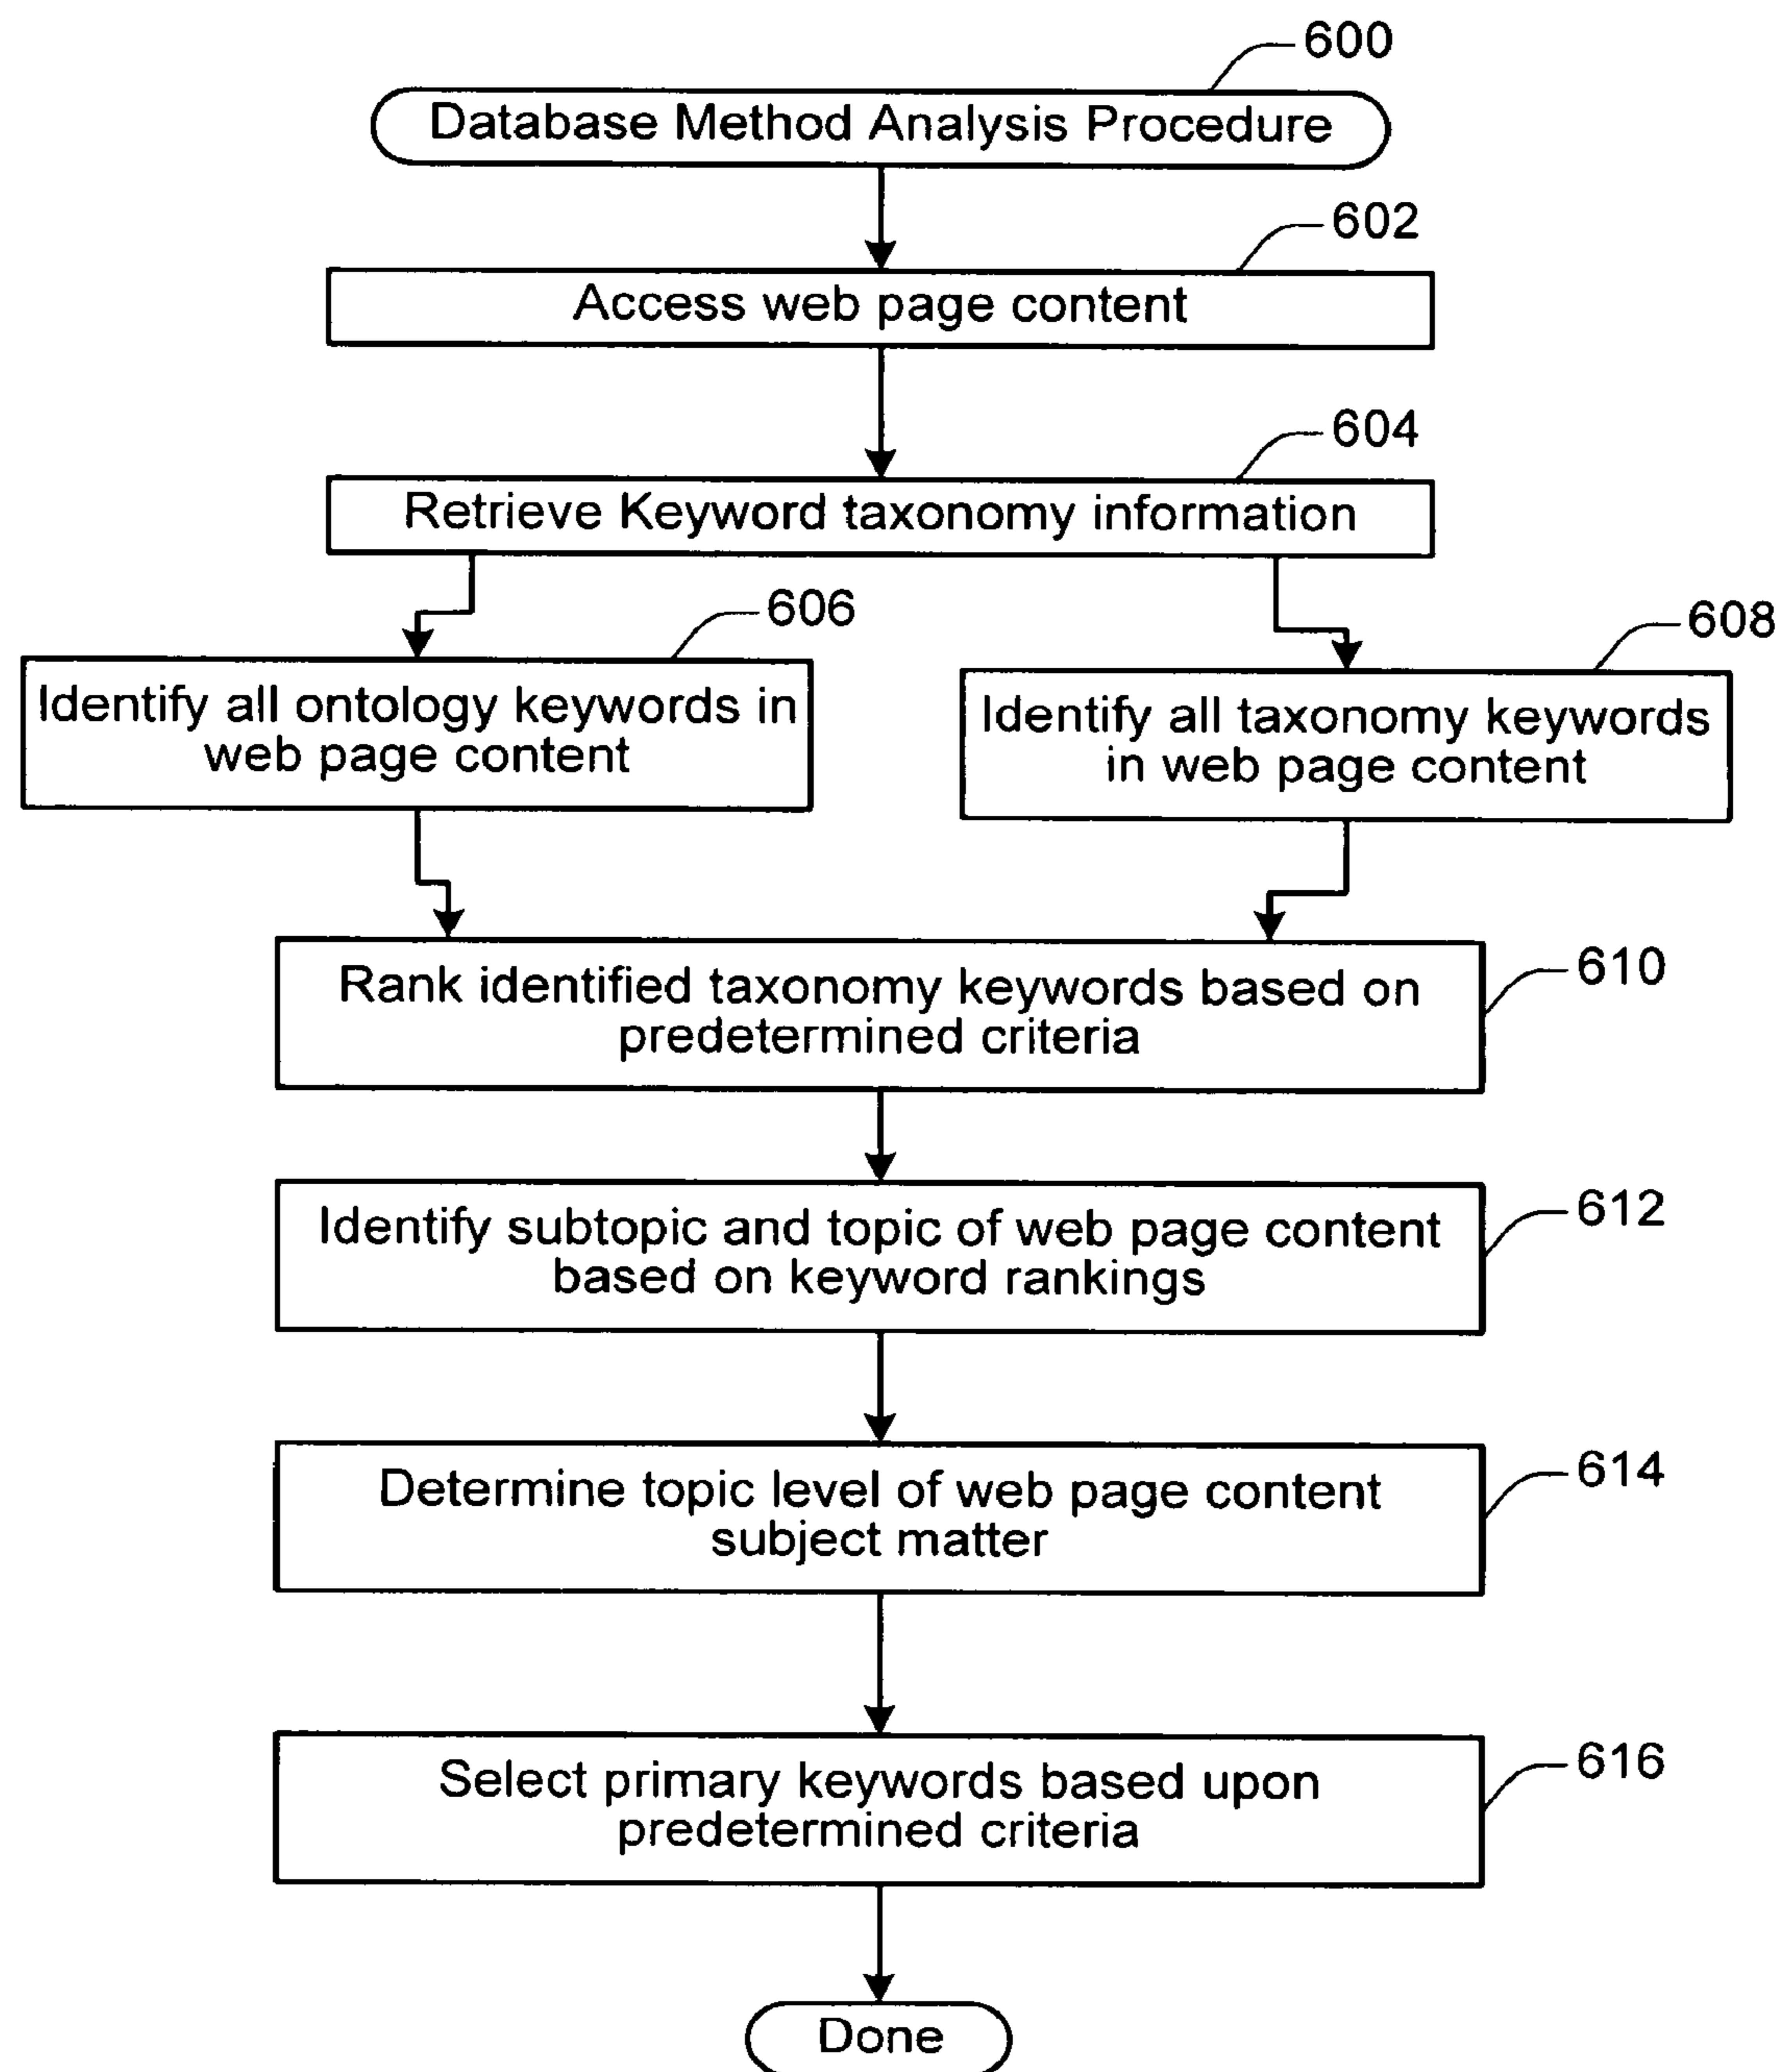 600
Database Method Analysis Procedure
602
Access web page content
604
Retrieve Keyword taxonomy information
606
608
Identify all ontology keywords in
web page content
Identify all taxonomy keywords
in web page content
610
Rank identified taxonomy keywords based on
predetermined criteria
612
Identify subtopic and topic of web page content
based on keyword rankings
614
Determine topic level of web page content
subject matter
616
Select primary keywords based upon
predetermined criteria
Done